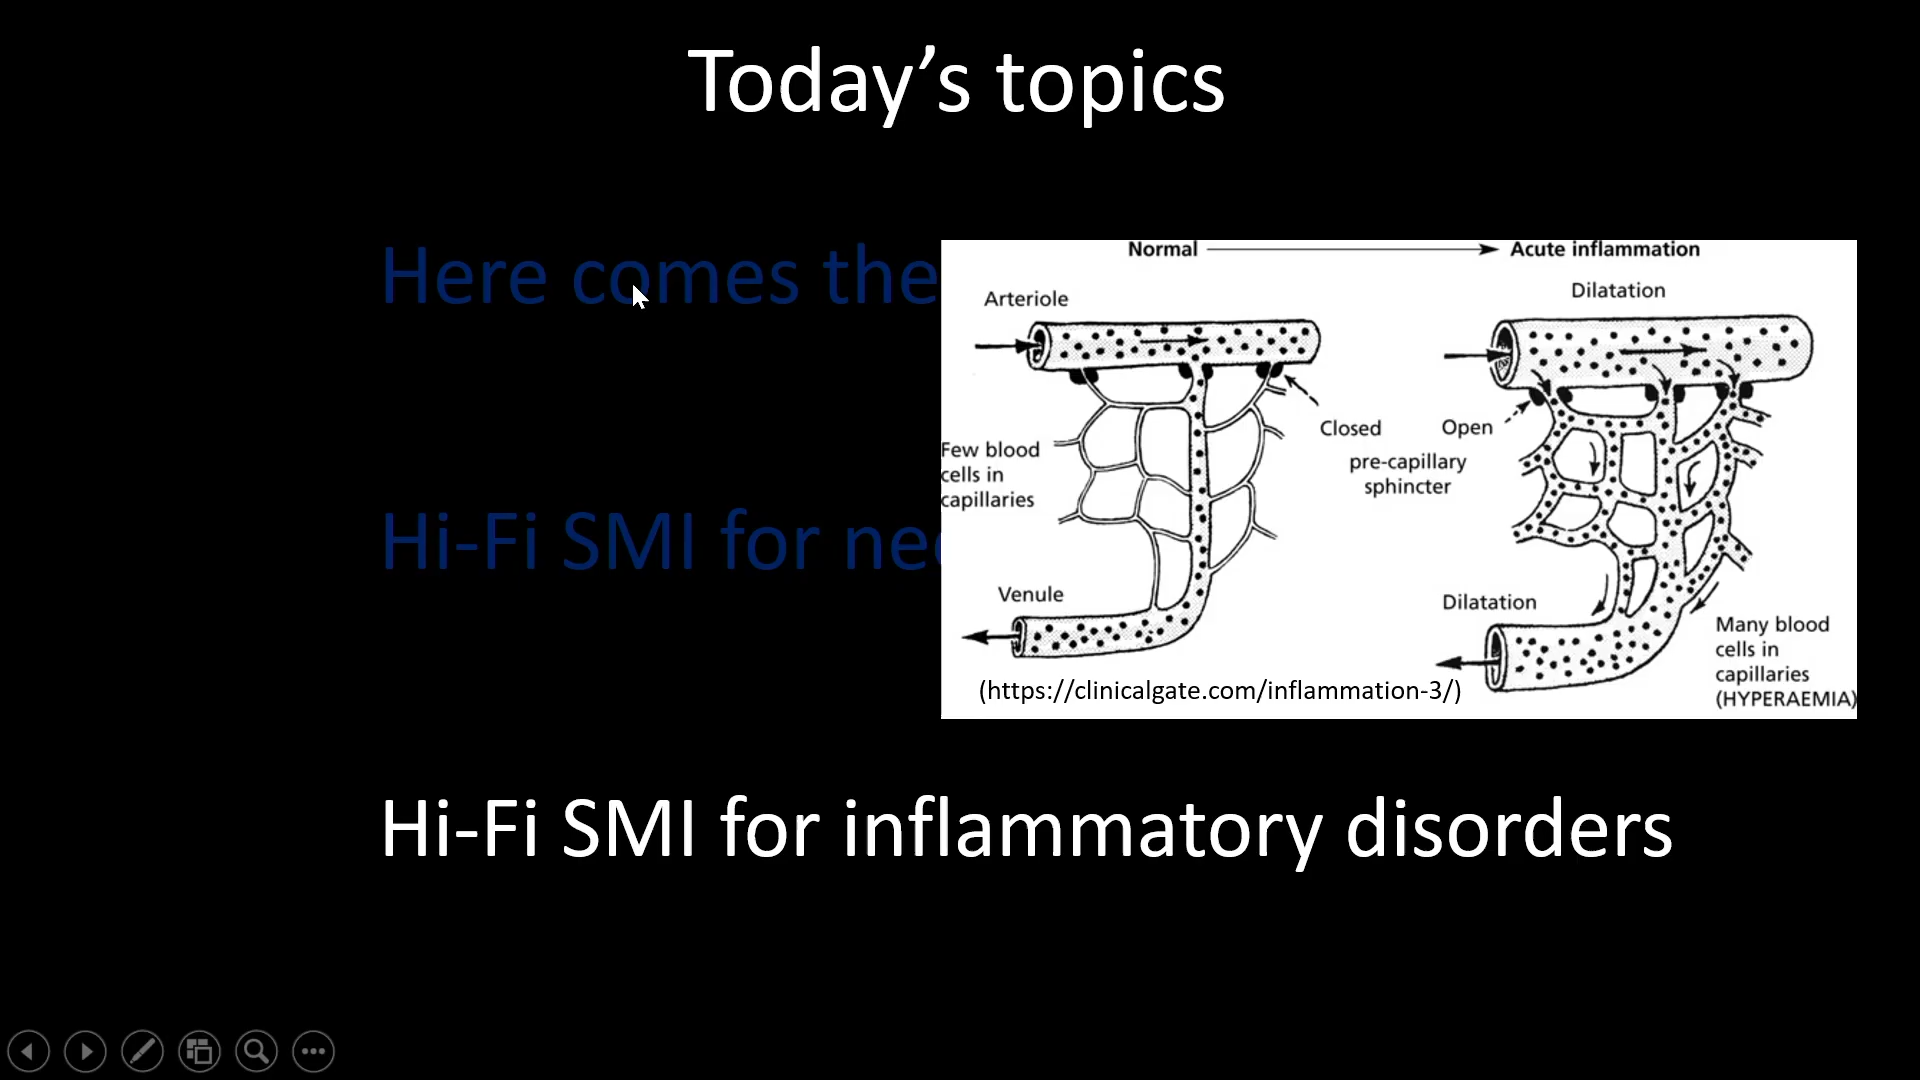 Today’s topics
Here comes the
Normal
Acute inflammation
Dilatation
Arteriole
Closed
Open
Few blood
cells in
capillaries
pre-capillary
sphincter
Hi-Fi SMI for
Venule
Dilatation
Many blood
cells in
capillaries
(HYPERAEMIA)
(https://clinicalgate.com/inflammation-3/)
Hi-Fi SMI for inflammatory disorders